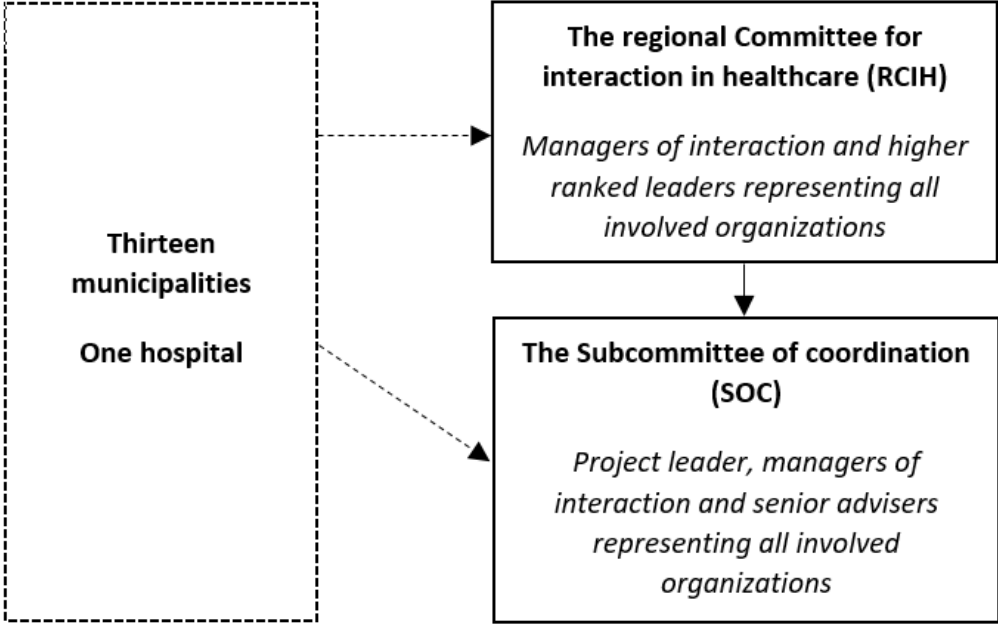 Thirteen
municipalities
One hospital
The regional Committee for
interaction in healthcare (RCIH)
Managers of interaction and higher
ranked leaders representing all
involved organizations
The Subcommittee of coordination
(SOC)
Project leader, managers of
interaction and senior advisers
representing all involved
organizations